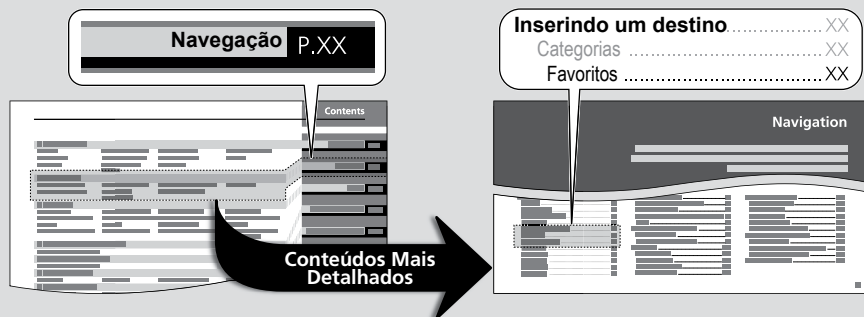 Navegação P.XX
Inserindo um destino XX
Categorias XX
Favoritos XX
Contents
Navigation
Conteúdos Mais
Detalhados